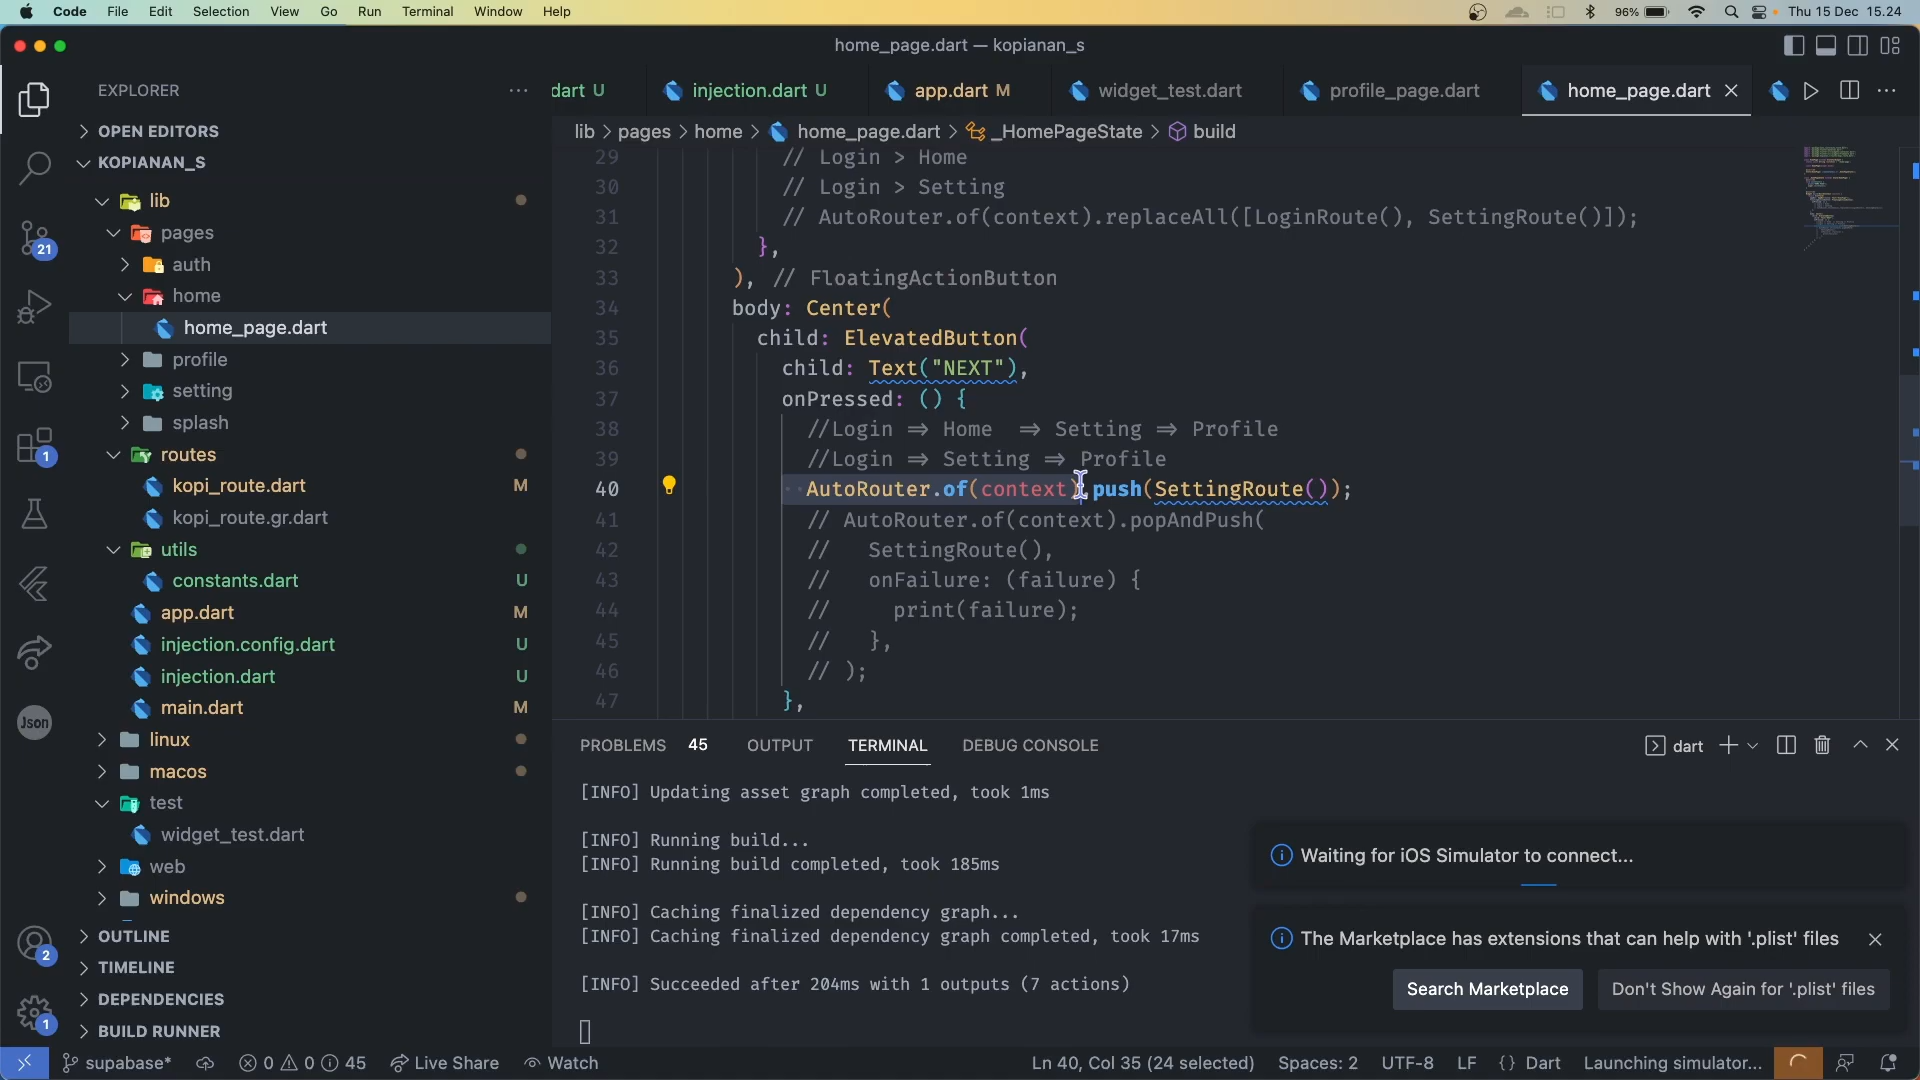 Code File Edit Selection View Go Run Terminal Window Help 96% Thu 15 Dec 15.24
home_page.dart — kopianan_s
EXPLORER
dart U injection.dart U app.dart M widget_test.dart profile_page.dart home_page.dart
OPEN EDITORS
lib > pages > home > home_page.dart > _HomePageState > build
KOPIANAN_S
lib
pages
auth
home
home_page.dart
profile
setting
splash
routes
kopi_route.dart M
kopi_route.gr.dart
utils
constants.dart U
app.dart M
injection.config.dart U
injection.dart U
main.dart M
linux
macos
test
widget_test.dart
web
windows
OUTLINE
TIMELINE
DEPENDENCIES
BUILD RUNNER
21
1
Json
2
1
29 // Login > Home
30 // Login > Setting
31 // AutoRouter.of(context).replaceAll([LoginRoute(), SettingRoute()]);
32 },
33 ), // FloatingActionButton
34 body: Center(
35 child: ElevatedButton(
36 child: Text("NEXT"),
37 onPressed: () {
38 //Login => Home => Setting => Profile
39 //Login => Setting => Profile
40 AutoRouter.of(context).push(SettingRoute());
41 // AutoRouter.of(context).popAndPush(
42 // SettingRoute(),
43 // onFailure: (failure) {
44 // print(failure);
45 // },
46 // );
47 },
PROBLEMS 45 OUTPUT TERMINAL DEBUG CONSOLE dart
[INFO] Updating asset graph completed, took 1ms
[INFO] Running build...
[INFO] Running build completed, took 185ms
[INFO] Caching finalized dependency graph...
[INFO] Caching finalized dependency graph completed, took 17ms
[INFO] Succeeded after 204ms with 1 outputs (7 actions)
Waiting for iOS Simulator to connect...
The Marketplace has extensions that can help with '.plist' files
Search Marketplace Don't Show Again for '.plist' files
supabase* 0 0 45 Live Share Watch Ln 40, Col 35 (24 selected) Spaces: 2 UTF-8 LF {} Dart Launching simulator...